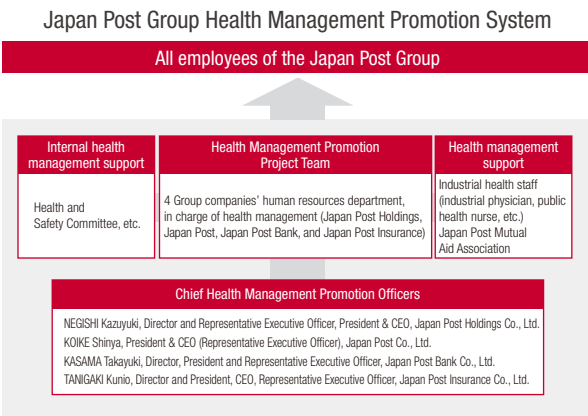 Japan Post Group Health Management Promotion System
All employees of the Japan Post Group
Internal health
management support
Health and
Safety Committee, etc.
Health Management Promotion
Project Team
4 Group companies' human resources department,
in charge of health management (Japan Post Holdings,
Japan Post, Japan Post Bank, and Japan Post Insurance)
Health management
support
Industrial health staff
(industrial physician, public
health nurse, etc.)
Japan Post Mutual
Aid Association
Chief Health Management Promotion Officers
NEGISHI Kazuyuki, Director and Representative Executive Officer, President & CEO, Japan Post Holdings Co., Ltd.
KOIKE Shinya, President & CEO (Representative Executive Officer), Japan Post Co., Ltd.
KASAMA Takayuki, Director, President and Representative Executive Officer, Japan Post Bank Co., Ltd.
TANIGAKI Kunio, Director and President, CEO, Representative Executive Officer, Japan Post Insurance Co., Ltd.